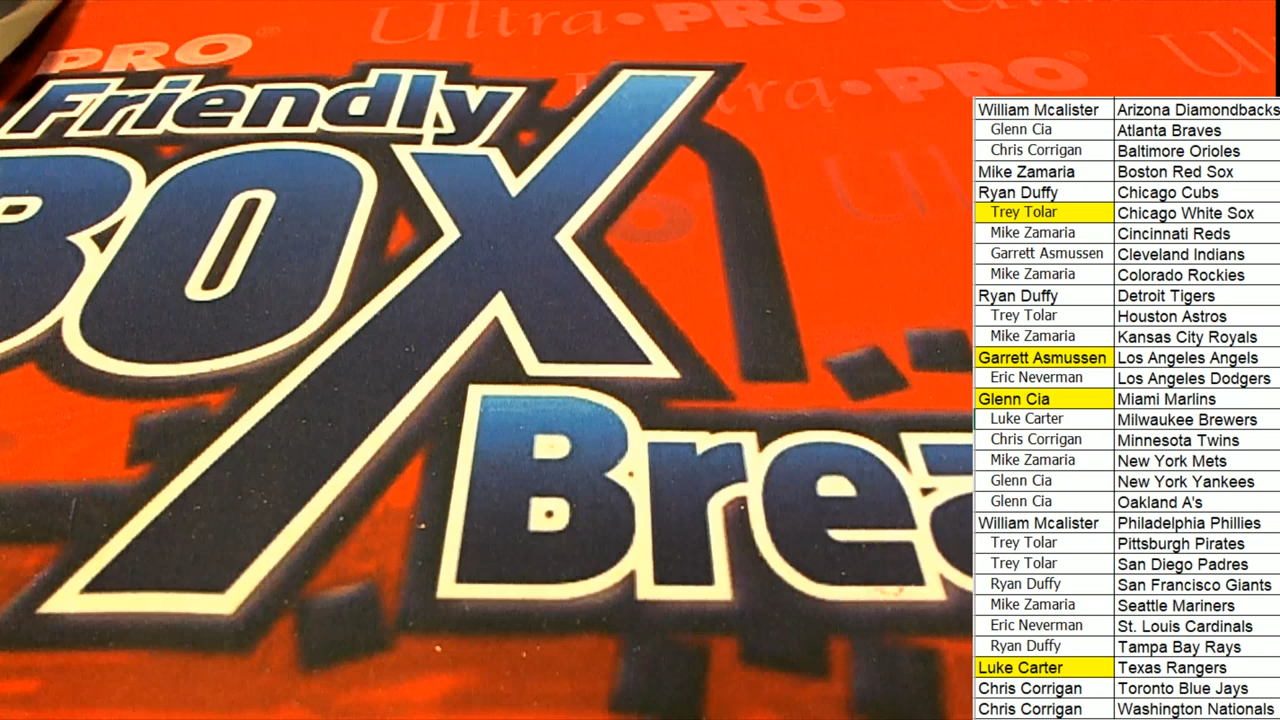 Ultra•PRO
PRO®
Ultra•PRO®
Friendly
BOX
Brea
William Mcalister Arizona Diamondbacks
Glenn Cia Atlanta Braves
Chris Corrigan Baltimore Orioles
Mike Zamaria Boston Red Sox
Ryan Duffy Chicago Cubs
Trey Tolar Chicago White Sox
Mike Zamaria Cincinnati Reds
Garrett Asmussen Cleveland Indians
Mike Zamaria Colorado Rockies
Ryan Duffy Detroit Tigers
Trey Tolar Houston Astros
Mike Zamaria Kansas City Royals
Garrett Asmussen Los Angeles Angels
Eric Neverman Los Angeles Dodgers
Glenn Cia Miami Marlins
Luke Carter Milwaukee Brewers
Chris Corrigan Minnesota Twins
Mike Zamaria New York Mets
Glenn Cia New York Yankees
Glenn Cia Oakland A's
William Mcalister Philadelphia Phillies
Trey Tolar Pittsburgh Pirates
Trey Tolar San Diego Padres
Ryan Duffy San Francisco Giants
Mike Zamaria Seattle Mariners
Eric Neverman St. Louis Cardinals
Ryan Duffy Tampa Bay Rays
Luke Carter Texas Rangers
Chris Corrigan Toronto Blue Jays
Chris Corrigan Washington Nationals